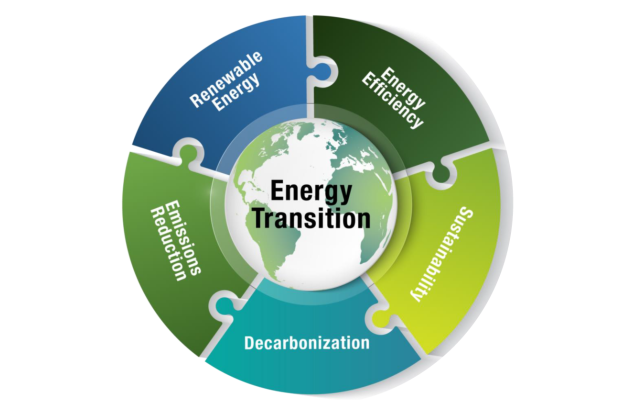 Renewable
Energy
Energy
Efficiency
Energy
Transition
Emissions
Reduction
Sustainability
Decarbonization